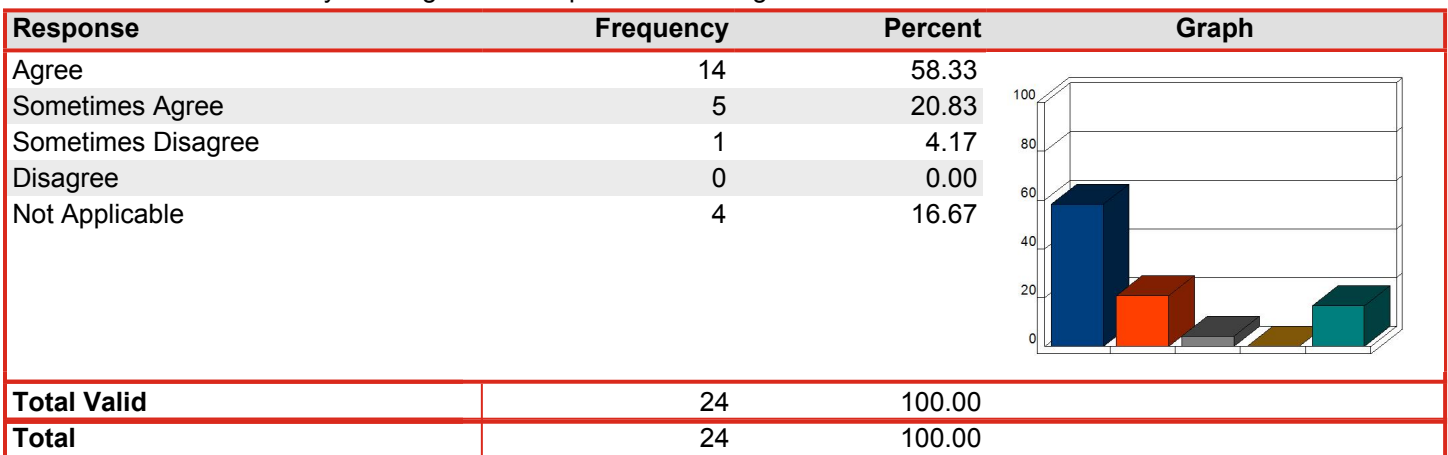 Response Frequency Percent Graph
Agree 14 58.33
Sometimes Agree 5 20.83
Sometimes Disagree 1 4.17
Disagree 0 0.00
Not Applicable 4 16.67
100
80
60
40
20
0
Total Valid 24 100.00
Total 24 100.00